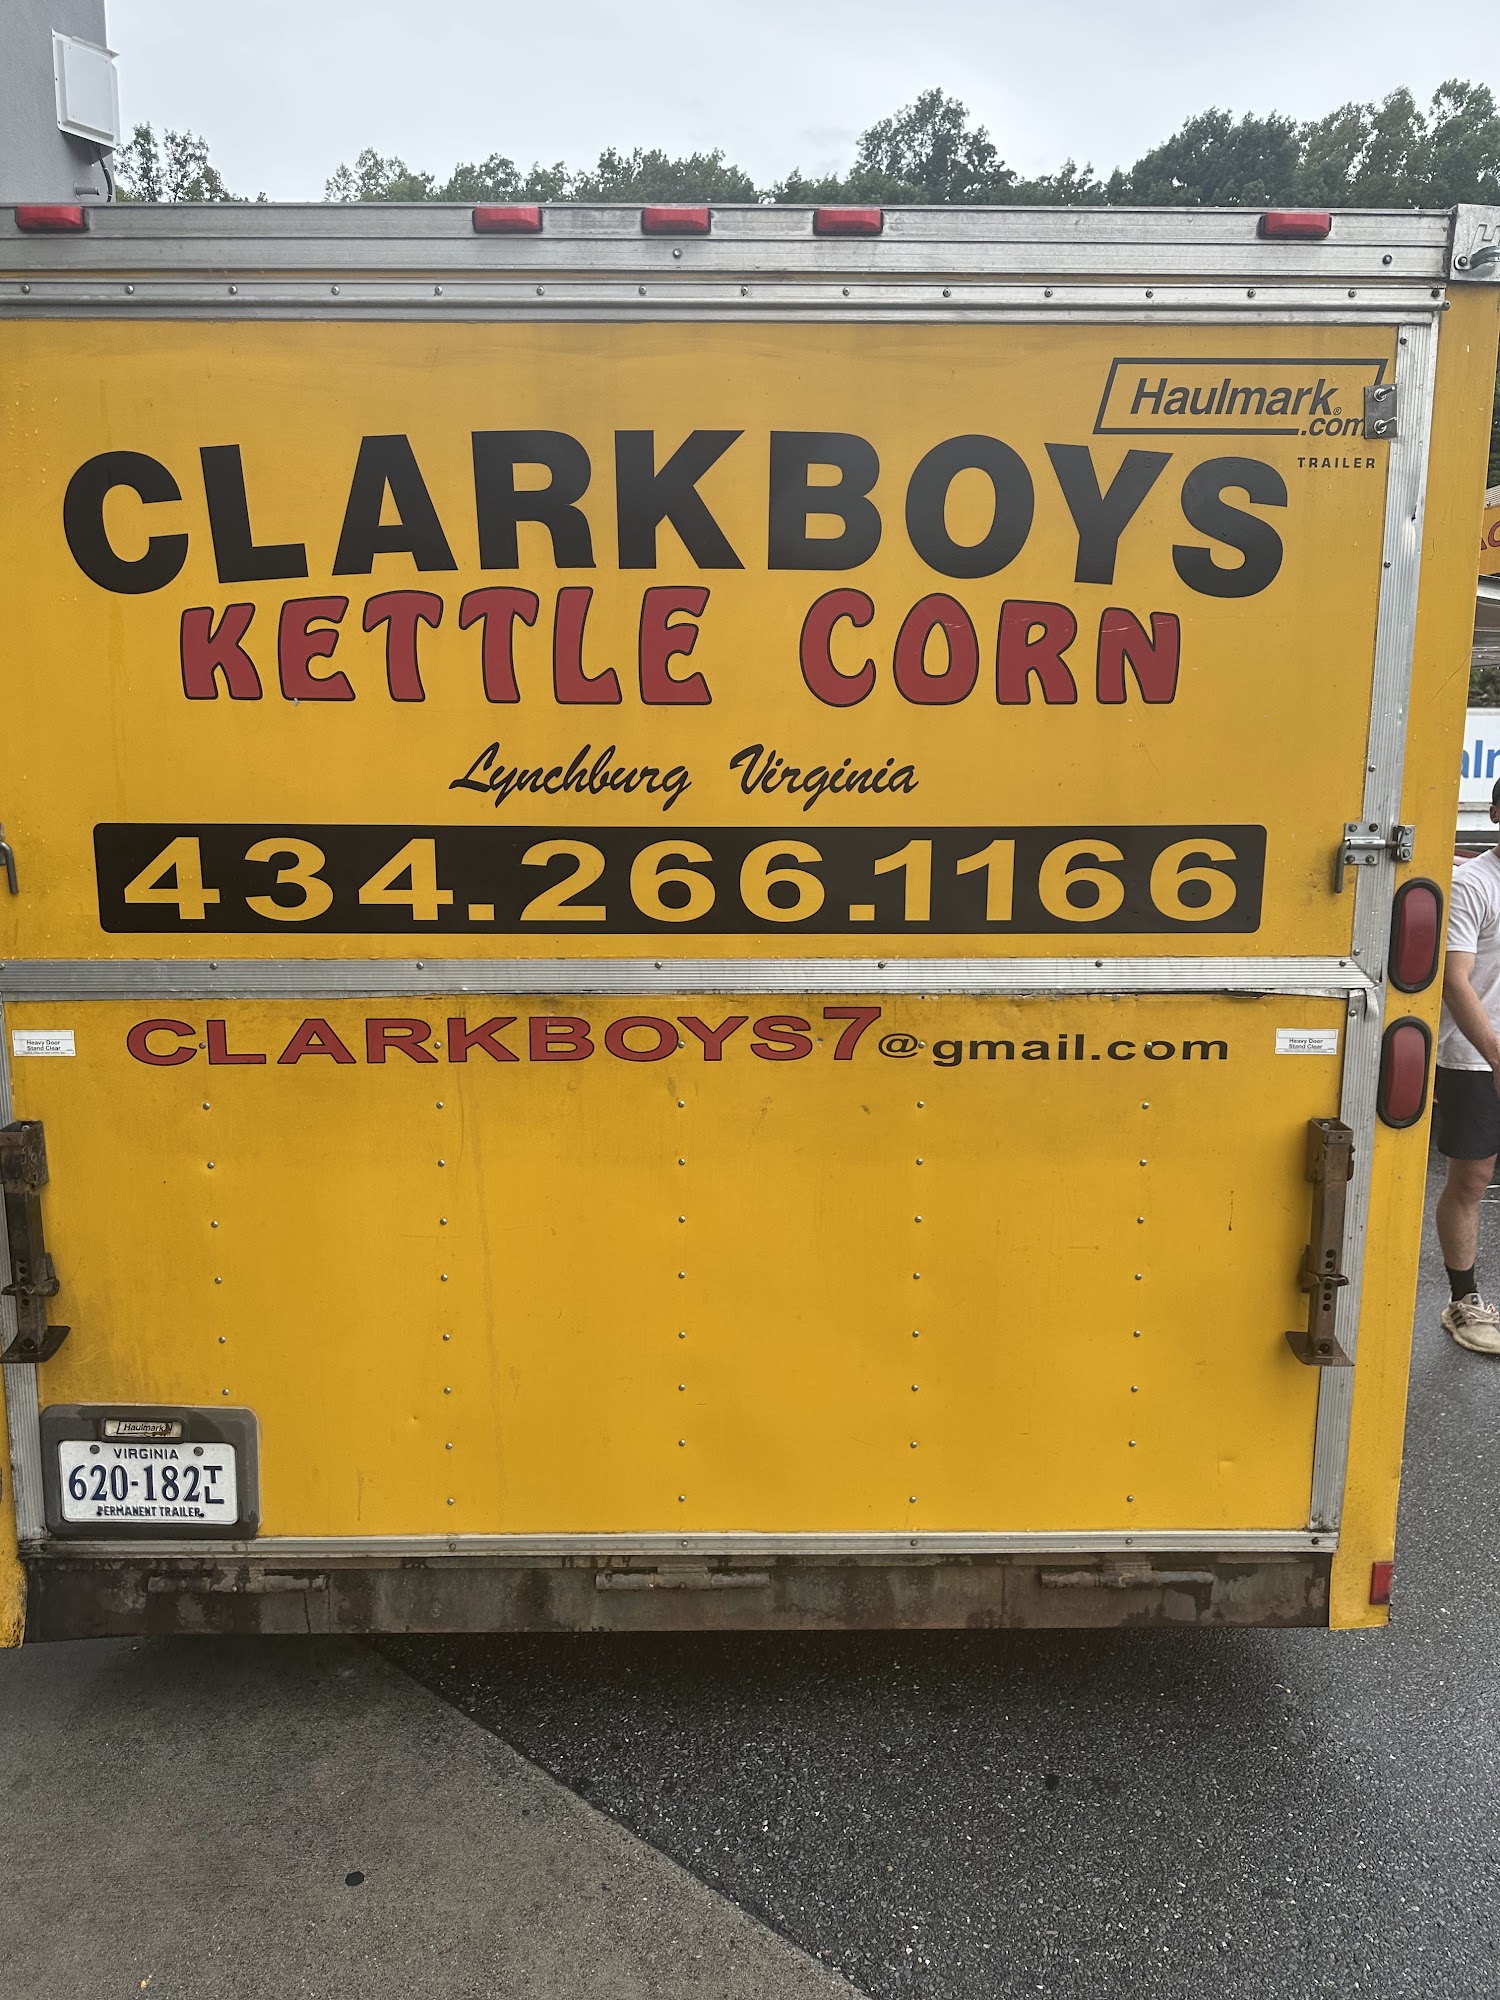 Haulmark®
.com
TRAILER
CLARKBOYS
KETTLE CORN
Lynchburg Virginia
434.266.1166
CLARKBOYS7@gmail.com
Heavy Door
Stand Clear
Heavy Door
Stand Clear
Haulmark
VIRGINIA
620-182TL
PERMANENT TRAILER